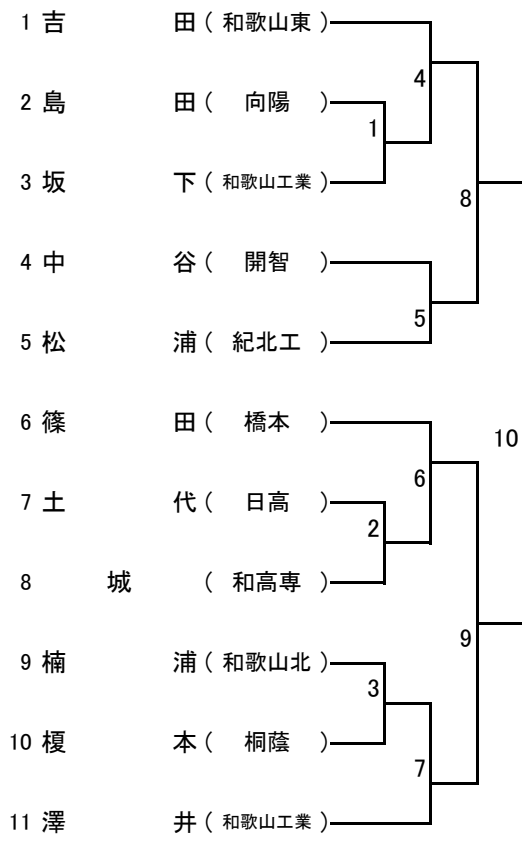 1 吉 田 ( 和歌山東 )
4
2 島 田 ( 向陽 )
1
3 坂 下 ( 和歌山工業 )
8
4 中 谷 ( 開智 )
5
5 松 浦 ( 紀北工 )
6 篠 田 ( 橋本 )
10
6
7 土 代 ( 日高 )
2
8 城 ( 和高専 )
9
9 楠 浦 ( 和歌山北 )
3
10 榎 本 ( 桐蔭 )
7
11 澤 井 ( 和歌山工業 )